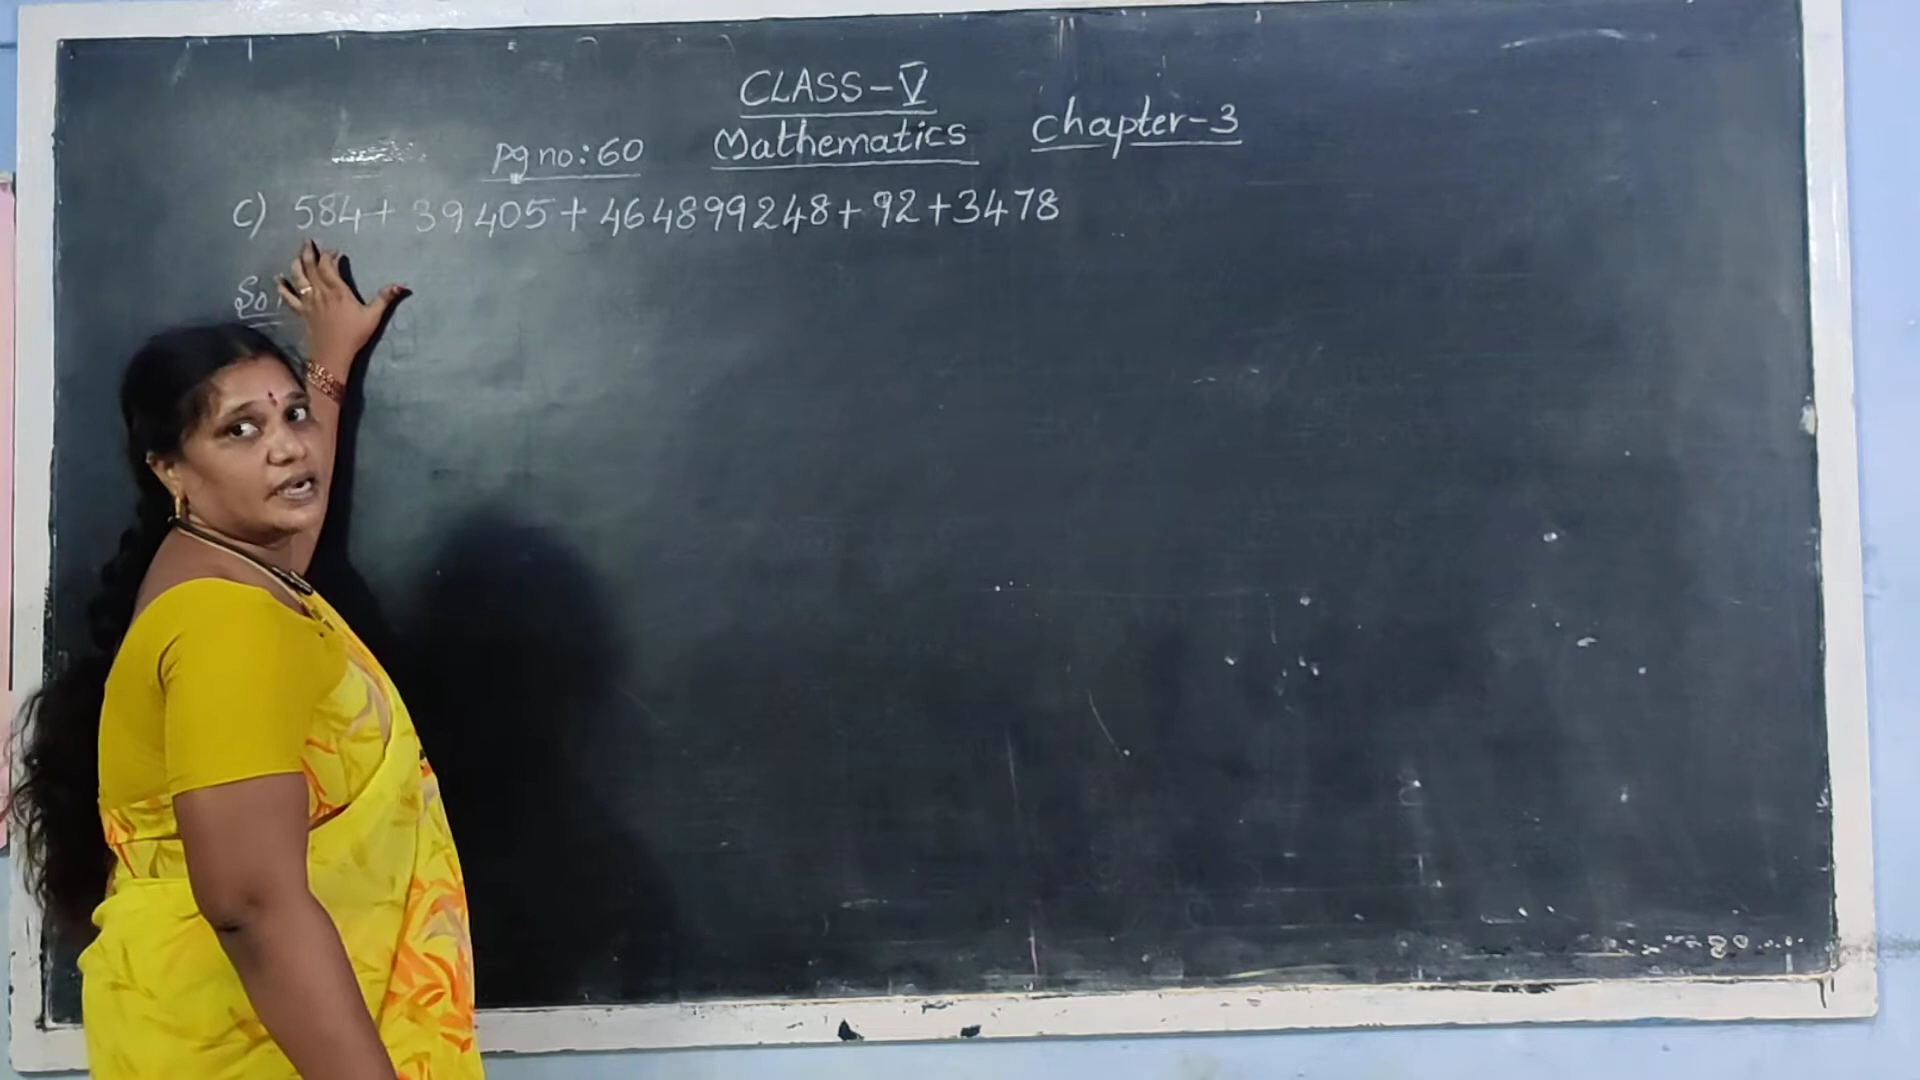 CLASS-V
Mathematics chapter-3
pg no:60
c) 584+ 39405 + 464899248 + 92 + 3478